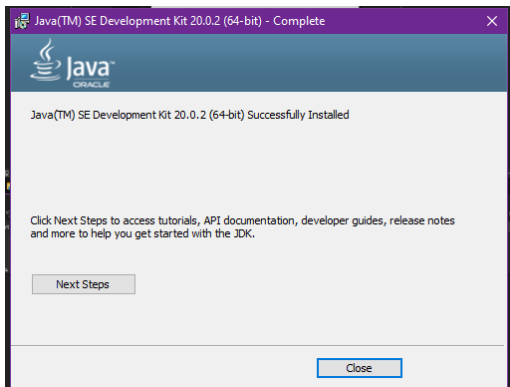 Java(TM) SE Development Kit 20.0.2 (64-bit) - Complete
Java™
ORACLE
Java(TM) SE Development Kit 20.0.2 (64-bit) Successfully Installed
Click Next Steps to access tutorials, API documentation, developer guides, release notes
and more to help you get started with the JDK.
Next Steps
Close